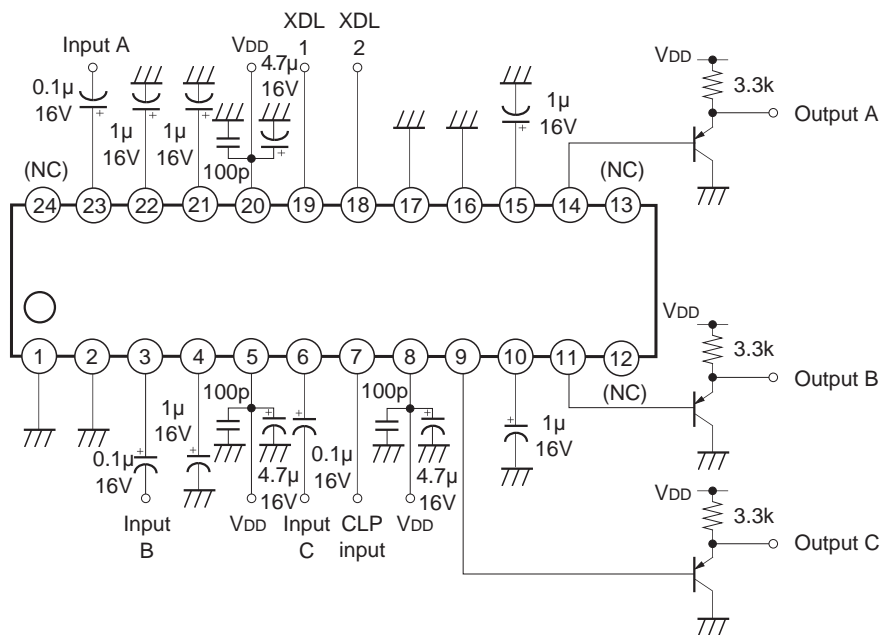 XDL XDL
Input A VDD 4.7µ 1 2
16V
0.1µ
16V
1µ
16V
1µ
16V
100p
1µ
16V
VDD
3.3k
Output A
(NC) (NC)
24 23 22 21 20 19 18 17 16 15 14 13
1 2 3 4 5 6 7 8 9 10 11 12
(NC)
VDD
3.3k
Output B
100p 100p
1µ
16V
0.1µ
16V
4.7µ
16V
0.1µ
16V
4.7µ
16V
1µ
16V
Input
B
VDD
Input
C
CLP
input
VDD
VDD
3.3k
Output C